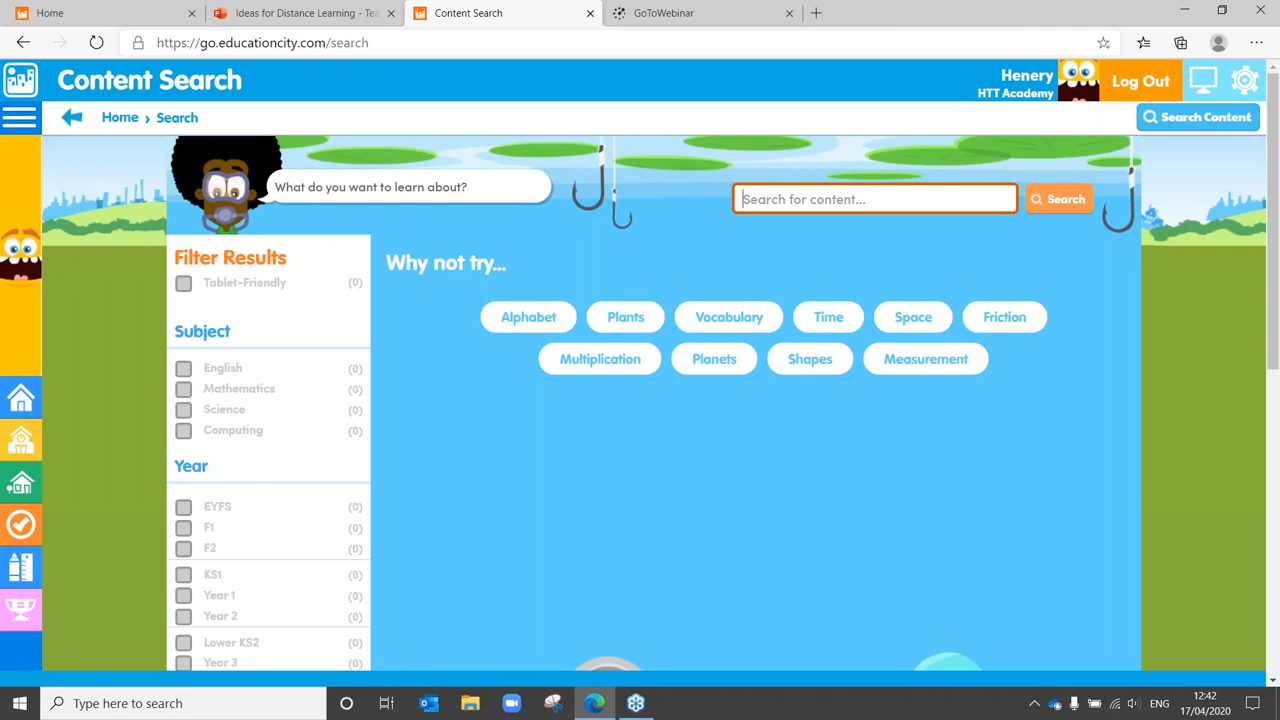 Home
Ideas for Distance Learning - Tea
Content Search
GoToWebinar
https://go.educationcity.com/search
Content Search
Henery
HTT Academy
Log Out
Home › Search
Search Content
What do you want to learn about?
Search for content...
Search
Filter Results
Tablet-Friendly (0)
Subject
English (0)
Mathematics (0)
Science (0)
Computing (0)
Year
EYFS (0)
F1 (0)
F2 (0)
KS1 (0)
Year 1 (0)
Year 2 (0)
Lower KS2 (0)
Year 3 (0)
Why not try...
Alphabet Plants Vocabulary Time Space Friction
Multiplication Planets Shapes Measurement
Type here to search
ENG
12:42
17/04/2020